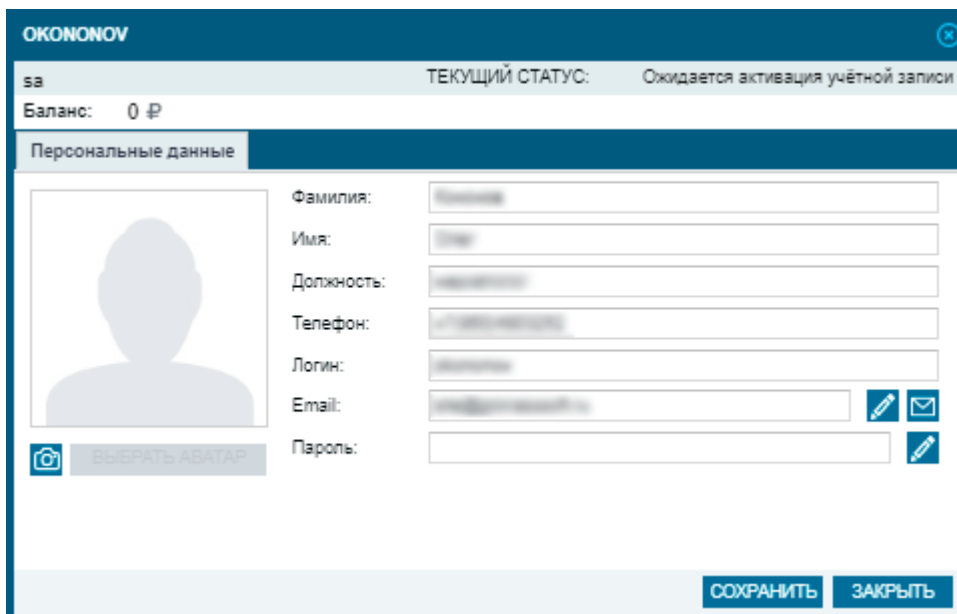 OKONONOV
sa ТЕКУЩИЙ СТАТУС: Ожидается активация учётной записи
Баланс: 0 ₽
Персональные данные
Фамилия:
Имя:
Должность:
Телефон:
Логин:
Email:
Пароль:
ВЫБРАТЬ АВАТАР
СОХРАНИТЬ ЗАКРЫТЬ